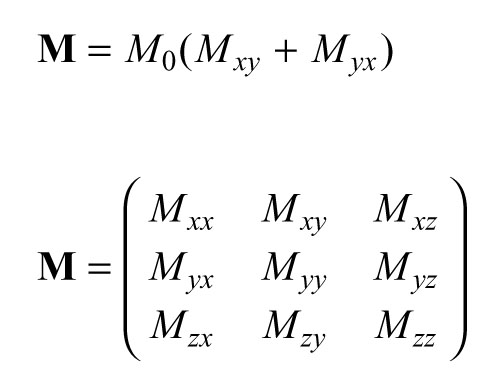 M = M₀(Mxy + Myx)
M = ( Mxx Mxy Mxz
Myx Myy Myz
Mzx Mzy Mzz )